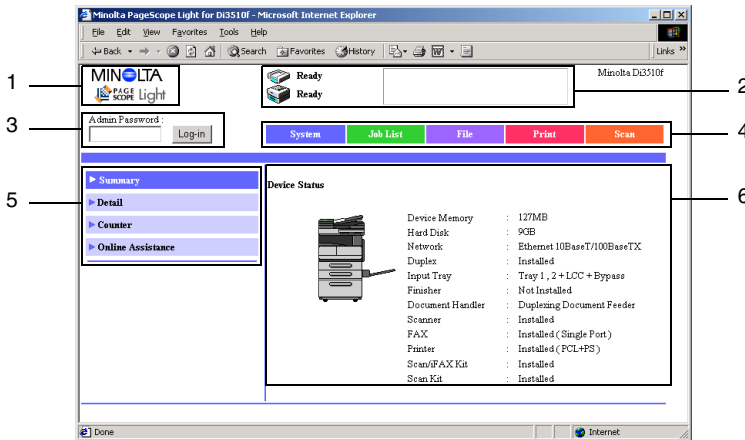 Minolta PageScope Light for Di3510f - Microsoft Internet Explorer
File Edit View Favorites Tools Help
Back Search Favorites History Links »
1
MINOLTA
PAGE SCOPE Light
Ready
Ready
Minolta Di3510f
2
3
Admin Password :
Log-in
System Job List File Print Scan
4
5
Summary
Detail
Counter
Online Assistance
Device Status
6
Device Memory : 127MB
Hard Disk : 9GB
Network : Ethernet 10BaseT/100BaseTX
Duplex : Installed
Input Tray : Tray 1 , 2 + LCC + Bypass
Finisher : Not Installed
Document Handler : Duplexing Document Feeder
Scanner : Installed
FAX : Installed ( Single Port )
Printer : Installed ( PCL+PS )
Scan/iFAX Kit : Installed
Scan Kit : Installed
Done Internet